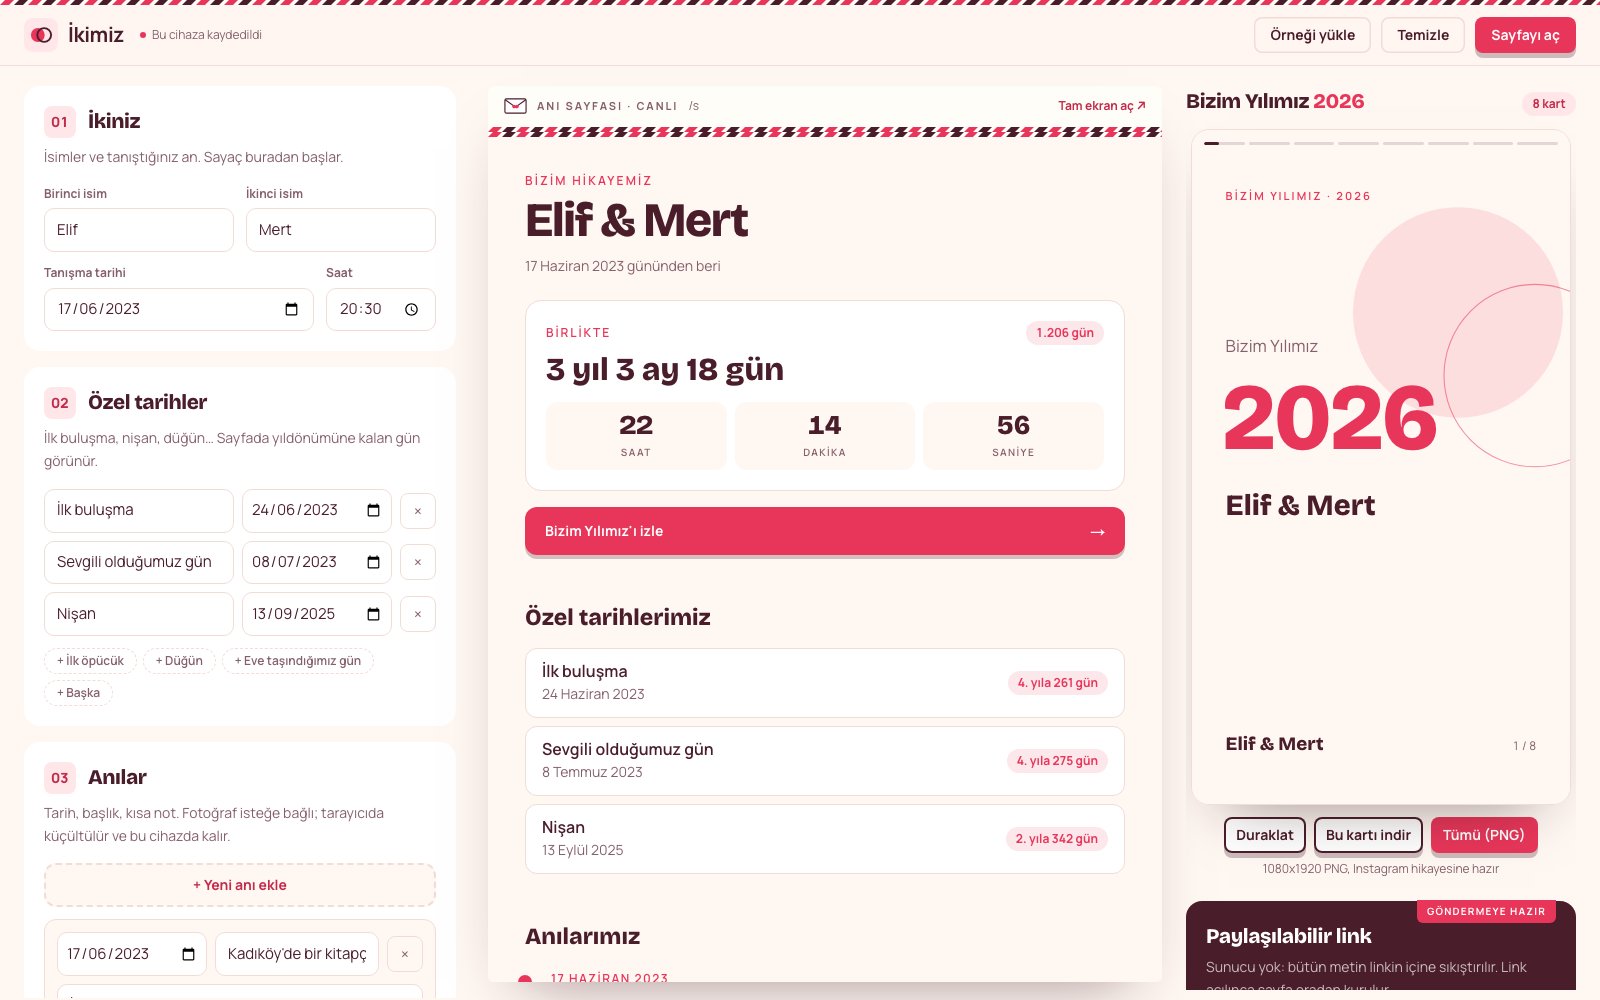 İkimiz
Bu cihaza kaydedildi
Örneği yükle
Temizle
Sayfayı aç
01
İkiniz
İsimler ve tanıştığınız an. Sayaç buradan başlar.
Birinci isim
İkinci isim
Elif
Mert
Tanışma tarihi
Saat
17/06/2023
20:30
02
Özel tarihler
İlk buluşma, nişan, düğün... Sayfada yıldönümüne kalan gün
görünür.
İlk buluşma
24/06/2023
×
Sevgili olduğumuz gün
08/07/2023
×
Nişan
13/09/2025
×
+ İlk öpücük
+ Düğün
+ Eve taşındığımız gün
+ Başka
03
Anılar
Tarih, başlık, kısa not. Fotoğraf isteğe bağlı; tarayıcıda
küçültülür ve bu cihazda kalır.
+ Yeni anı ekle
17/06/2023
Kadıköy'de bir kitapç
×
ANI SAYFASI · CANLI
/s
Tam ekran aç ↗
BİZİM HİKAYEMİZ
Elif & Mert
17 Haziran 2023 gününden beri
BİRLİKTE
1.206 gün
3 yıl 3 ay 18 gün
22
14
56
SAAT
DAKİKA
SANİYE
Bizim Yılımız'ı izle
→
Özel tarihlerimiz
İlk buluşma
24 Haziran 2023
4. yıla 261 gün
Sevgili olduğumuz gün
8 Temmuz 2023
4. yıla 275 gün
Nişan
13 Eylül 2025
2. yıla 342 gün
Anılarımız
17 HAZİRAN 2023
Bizim Yılımız 2026
8 kart
BİZİM YILIMIZ · 2026
Bizim Yılımız
2026
Elif & Mert
Elif & Mert
1 / 8
Duraklat
Bu kartı indir
Tümü (PNG)
1080x1920 PNG, Instagram hikayesine hazır
GÖNDERMEYE HAZIR
Paylaşılabilir link
Sunucu yok: bütün metin linkin içine sıkıştırılır. Link
açılınca sayfa oradan kurulur.